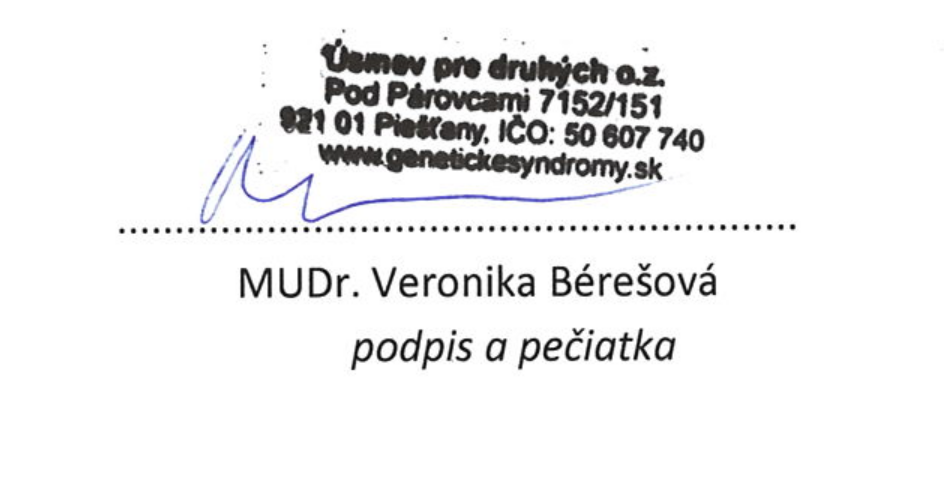 Úsmev pre druhých o.z.
Pod Párovcami 7152/151
921 01 Piešťany, IČO: 50 607 740
www.genetickesyndromy.sk
MUDr. Veronika Bérešová
podpis a pečiatka